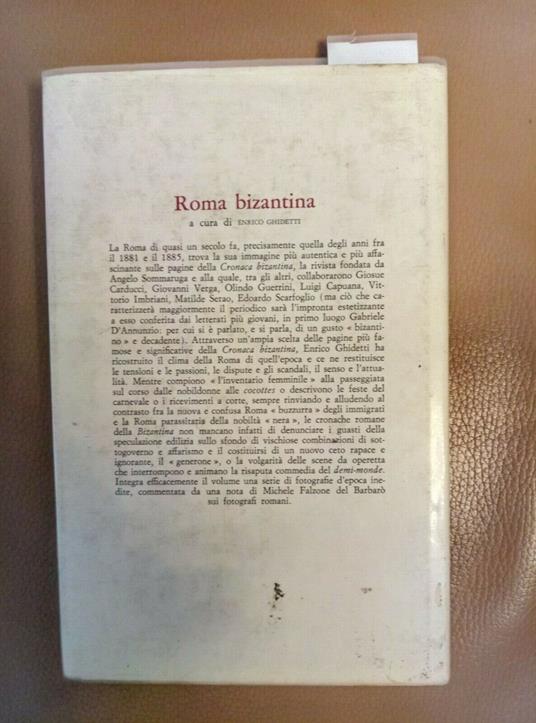 Roma bizantina
a cura di ENRICO GHIDETTI
La Roma di quasi un secolo fa, precisamente quella degli anni fra
il 1881 e il 1885, trova la sua immagine più autentica e più affa-
scinante sulle pagine della Cronaca bizantina, la rivista fondata da
Angelo Sommaruga e alla quale, tra gli altri, collaborarono Giosue
Carducci, Giovanni Verga, Olindo Guerrini, Luigi Capuana, Vit-
torio Imbriani, Matilde Serao, Edoardo Scarfoglio (ma ciò che ca-
ratterizzerà maggiormente il periodico sarà l'impronta estetizzante
a esso conferita dai letterati più giovani, in primo luogo Gabriele
D'Annunzio: per cui si è parlato, e si parla, di un gusto « bizanti-
no » e decadente). Attraverso un'ampia scelta delle pagine più fa-
mose e significative della Cronaca bizantina, Enrico Ghidetti ha
ricostruito il clima della Roma di quell'epoca e ce ne restituisce
le tensioni e le passioni, le dispute e gli scandali, il senso e l'attua-
lità. Mentre compiono « l'inventario femminile » alla passeggiata
sul corso dalle nobildonne alle cocottes o descrivono le feste del
carnevale o i ricevimenti a corte, sempre rinviando e alludendo al
contrasto fra la nuova e confusa Roma « buzzurra » degli immigrati
e la Roma parassitaria della nobiltà « nera », le cronache romane
della Bizantina non mancano infatti di denunciare i guasti della
speculazione edilizia sullo sfondo di vischiose combinazioni di sot-
togoverno e affarismo e il costituirsi di un nuovo ceto rapace e
ignorante, il « generone », o la volgarità delle scene da operetta
che interrompono e animano la risaputa commedia del demi-monde.
Integra efficacemente il volume una serie di fotografie d'epoca ine-
dite, commentata da una nota di Michele Falzone del Barbarò
sui fotografi romani.